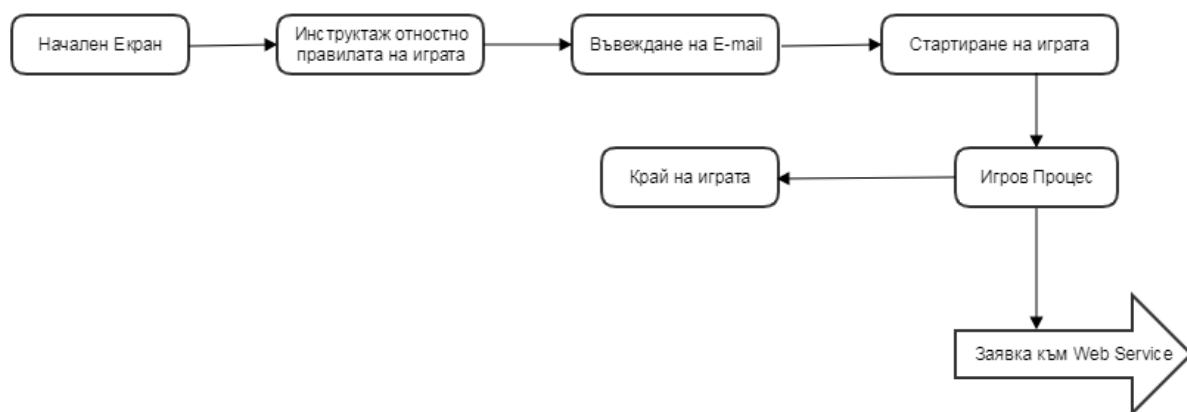 Начален Екран
Инструктаж отностно
правилата на играта
Въвеждане на E-mail
Стартиране на играта
Край на играта
Игров Процес
Заявка към Web Service